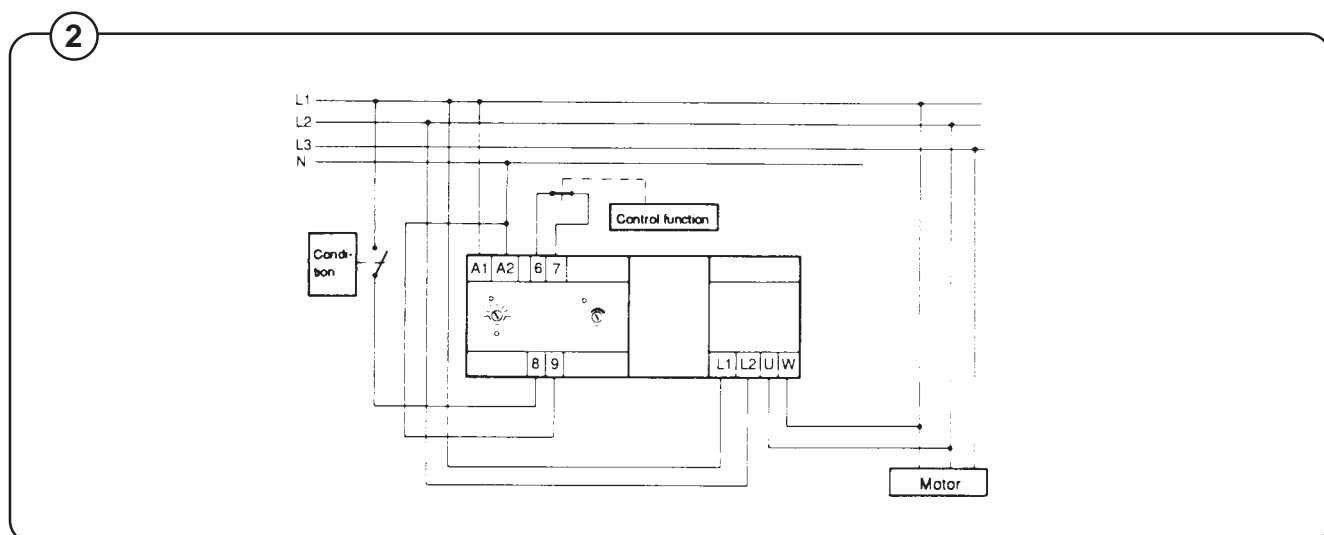 2
L1
L2
L3
N
Control function
Condi-
tion
A1 A2 6 7
8 9
L1 L2 U W
Motor